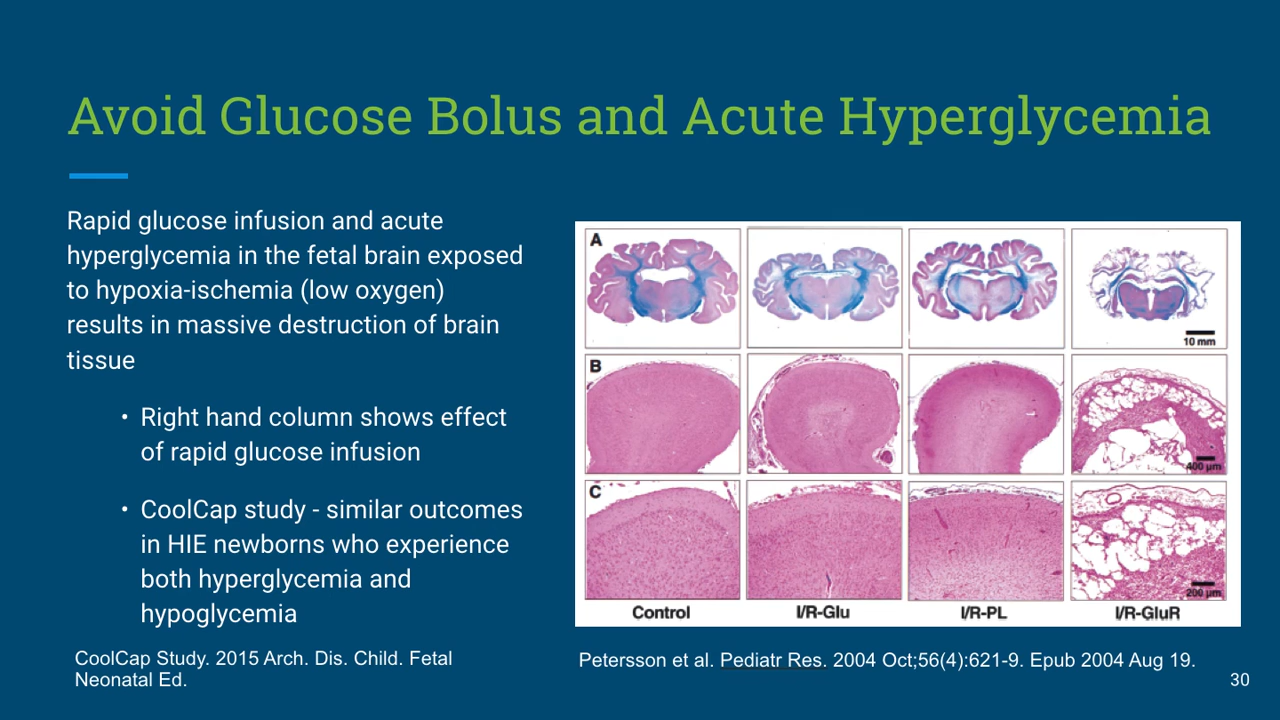 Avoid Glucose Bolus and Acute Hyperglycemia
Rapid glucose infusion and acute
hyperglycemia in the fetal brain exposed
to hypoxia-ischemia (low oxygen)
results in massive destruction of brain
tissue
• Right hand column shows effect
of rapid glucose infusion
• CoolCap study - similar outcomes
in HIE newborns who experience
both hyperglycemia and
hypoglycemia
CoolCap Study. 2015 Arch. Dis. Child. Fetal
Neonatal Ed.
A
10 mm
B
400 µm
C
200 µm
Control I/R-Glu I/R-PL I/R-GluR
Petersson et al. Pediatr Res. 2004 Oct;56(4):621-9. Epub 2004 Aug 19.
30